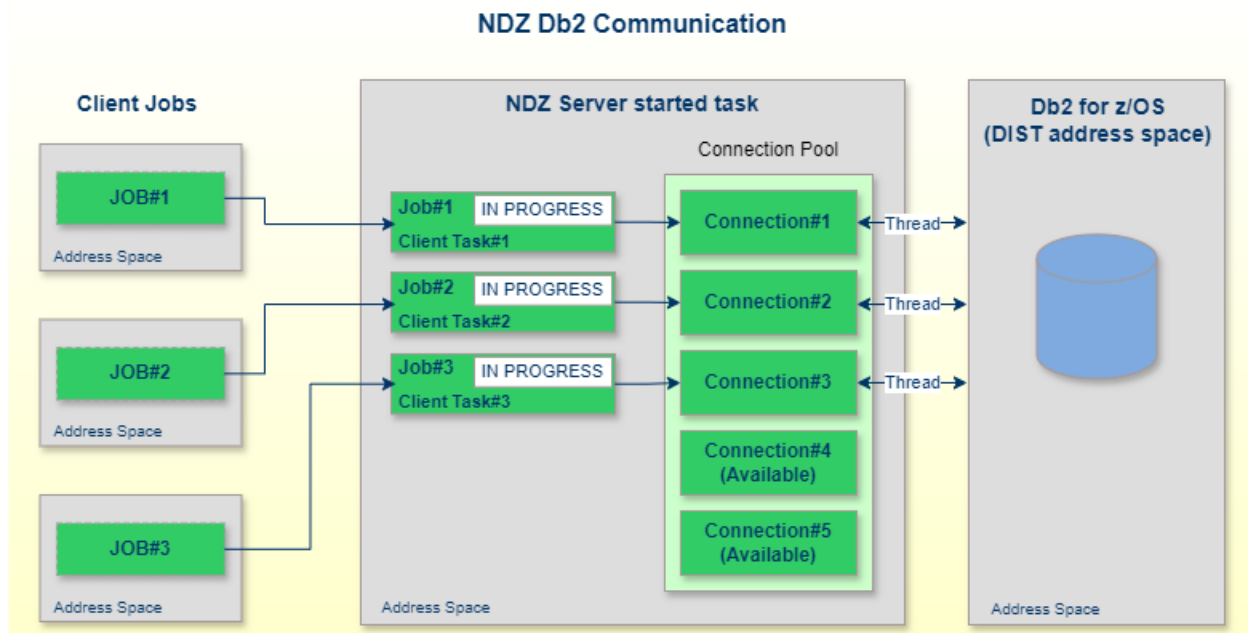 NDZ Db2 Communication
Client Jobs
JOB#1
Address Space
JOB#2
Address Space
JOB#3
Address Space
NDZ Server started task
Connection Pool
Job#1 IN PROGRESS
Client Task#1
Job#2 IN PROGRESS
Client Task#2
Job#3 IN PROGRESS
Client Task#3
Connection#1
Connection#2
Connection#3
Connection#4
(Available)
Connection#5
(Available)
Address Space
Thread
Thread
Thread
Db2 for z/OS
(DIST address space)
Address Space